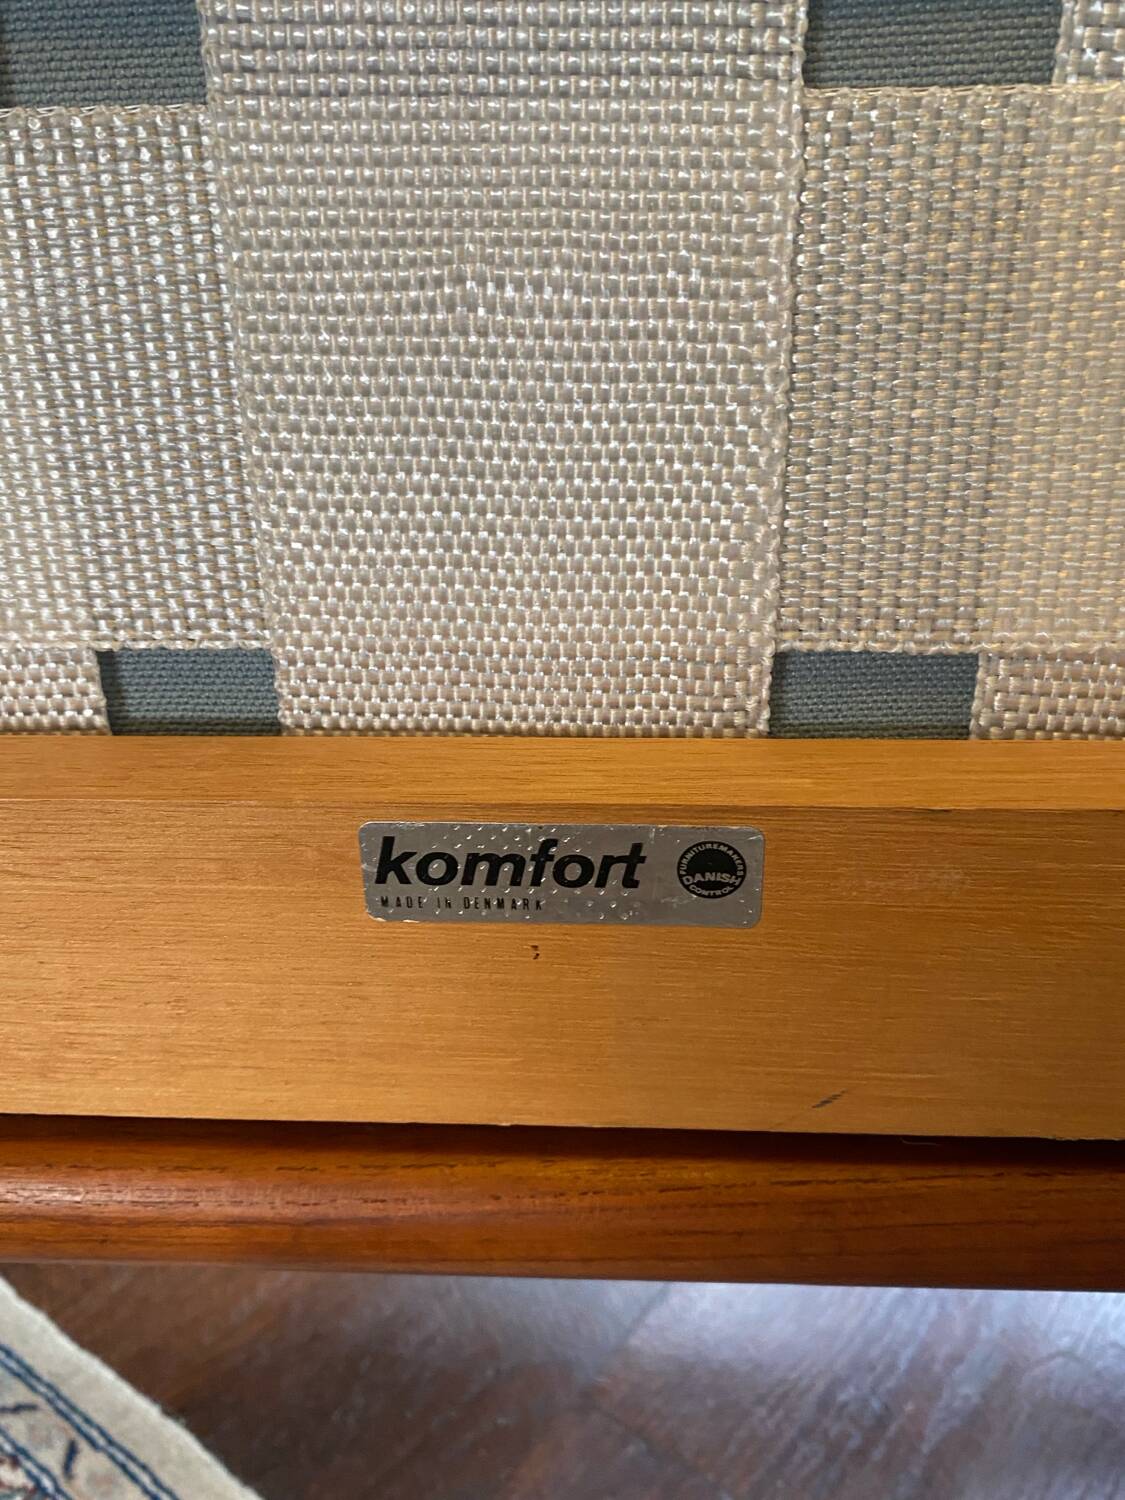 komfort
MADE IN DENMARK
FURNITUREMAKERS
DANISH
CONTROL